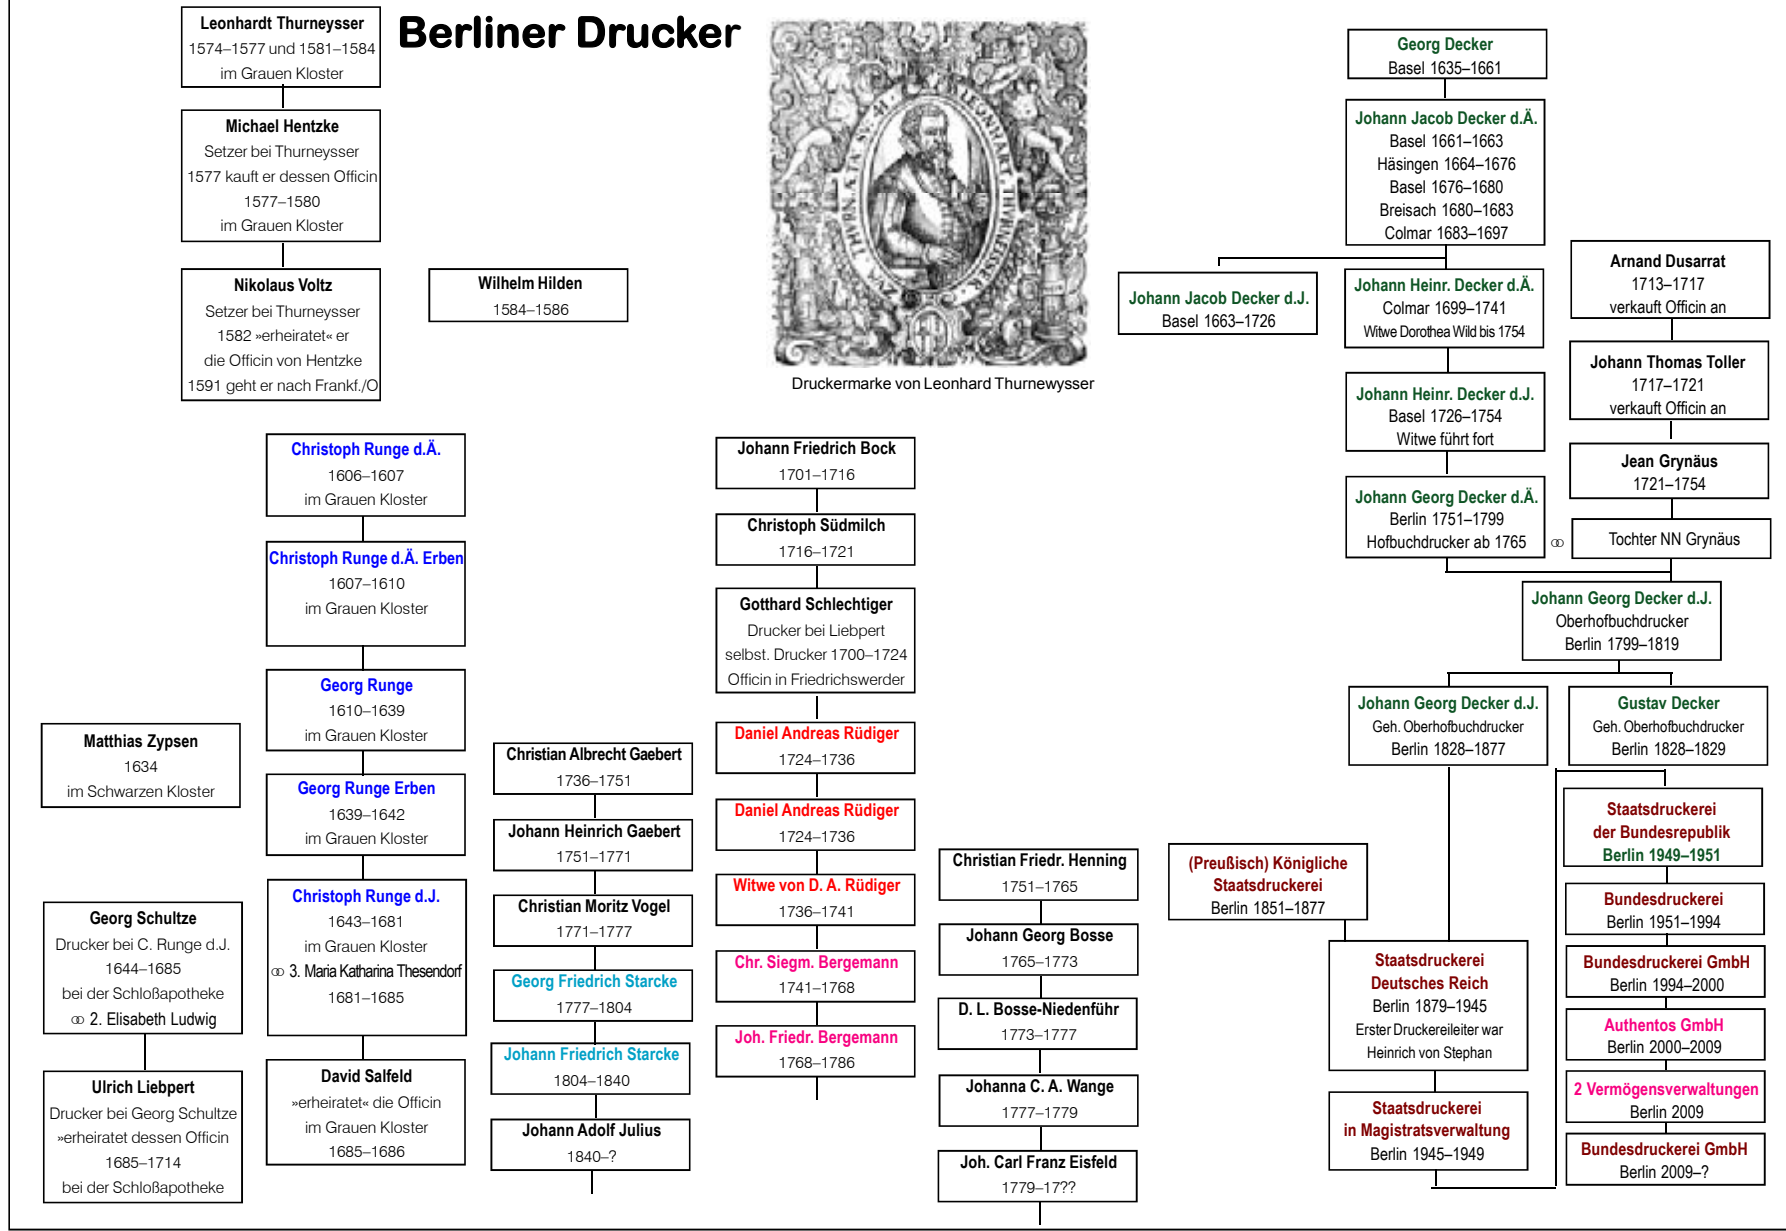 Berliner Drucker
Leonhardt Thurneysser
1574–1577 und 1581–1584
im Grauen Kloster
Michael Hentzke
Setzer bei Thurneysser
1577 kauft er dessen Officin
1577–1580
im Grauen Kloster
Nikolaus Voltz
Setzer bei Thurneysser
1582 »erheiratet« er
die Officin von Hentzke
1591 geht er nach Frankf./O
Wilhelm Hilden
1584–1586
Druckermarke von Leonhard Thurnewysser
Christoph Runge d.Ä.
1606–1607
im Grauen Kloster
Christoph Runge d.Ä. Erben
1607–1610
im Grauen Kloster
Georg Runge
1610–1639
im Grauen Kloster
Georg Runge Erben
1639–1642
im Grauen Kloster
Christoph Runge d.J.
1643–1681
im Grauen Kloster
⚭ 3. Maria Katharina Thesendorf
1681–1685
David Salfeld
»erheiratet« die Officin
im Grauen Kloster
1685–1686
Matthias Zypsen
1634
im Schwarzen Kloster
Georg Schultze
Drucker bei C. Runge d.J.
1644–1685
bei der Schloßapotheke
⚭ 2. Elisabeth Ludwig
Ulrich Liebpert
Drucker bei Georg Schultze
»erheiratet dessen Officin
1685–1714
bei der Schloßapotheke
Christian Albrecht Gaebert
1736–1751
Johann Heinrich Gaebert
1751–1771
Christian Moritz Vogel
1771–1777
Georg Friedrich Starcke
1777–1804
Johann Friedrich Starcke
1804–1840
Johann Adolf Julius
1840–?
Johann Friedrich Bock
1701–1716
Christoph Südmilch
1716–1721
Gotthard Schlechtiger
Drucker bei Liebpert
selbst. Drucker 1700–1724
Officin in Friedrichswerder
Daniel Andreas Rüdiger
1724–1736
Daniel Andreas Rüdiger
1724–1736
Witwe von D. A. Rüdiger
1736–1741
Chr. Siegm. Bergemann
1741–1768
Joh. Friedr. Bergemann
1768–1786
Christian Friedr. Henning
1751–1765
Johann Georg Bosse
1765–1773
D. L. Bosse-Niedenführ
1773–1777
Johanna C. A. Wange
1777–1779
Joh. Carl Franz Eisfeld
1779–17??
Georg Decker
Basel 1635–1661
Johann Jacob Decker d.Ä.
Basel 1661–1663
Häsingen 1664–1676
Basel 1676–1680
Breisach 1680–1683
Colmar 1683–1697
Johann Jacob Decker d.J.
Basel 1663–1726
Johann Heinr. Decker d.Ä.
Colmar 1699–1741
Witwe Dorothea Wild bis 1754
Johann Heinr. Decker d.J.
Basel 1726–1754
Witwe führt fort
Johann Georg Decker d.Ä.
Berlin 1751–1799
Hofbuchdrucker ab 1765
⚭
Arnand Dusarrat
1713–1717
verkauft Officin an
Johann Thomas Toller
1717–1721
verkauft Officin an
Jean Grynäus
1721–1754
Tochter NN Grynäus
Johann Georg Decker d.J.
Oberhofbuchdrucker
Berlin 1799–1819
Johann Georg Decker d.J.
Geh. Oberhofbuchdrucker
Berlin 1828–1877
Gustav Decker
Geh. Oberhofbuchdrucker
Berlin 1828–1829
(Preußisch) Königliche
Staatsdruckerei
Berlin 1851–1877
Staatsdruckerei
Deutsches Reich
Berlin 1879–1945
Erster Druckereileiter war
Heinrich von Stephan
Staatsdruckerei
in Magistratsverwaltung
Berlin 1945–1949
Staatsdruckerei
der Bundesrepublik
Berlin 1949–1951
Bundesdruckerei
Berlin 1951–1994
Bundesdruckerei GmbH
Berlin 1994–2000
Authentos GmbH
Berlin 2000–2009
2 Vermögensverwaltungen
Berlin 2009
Bundesdruckerei GmbH
Berlin 2009–?